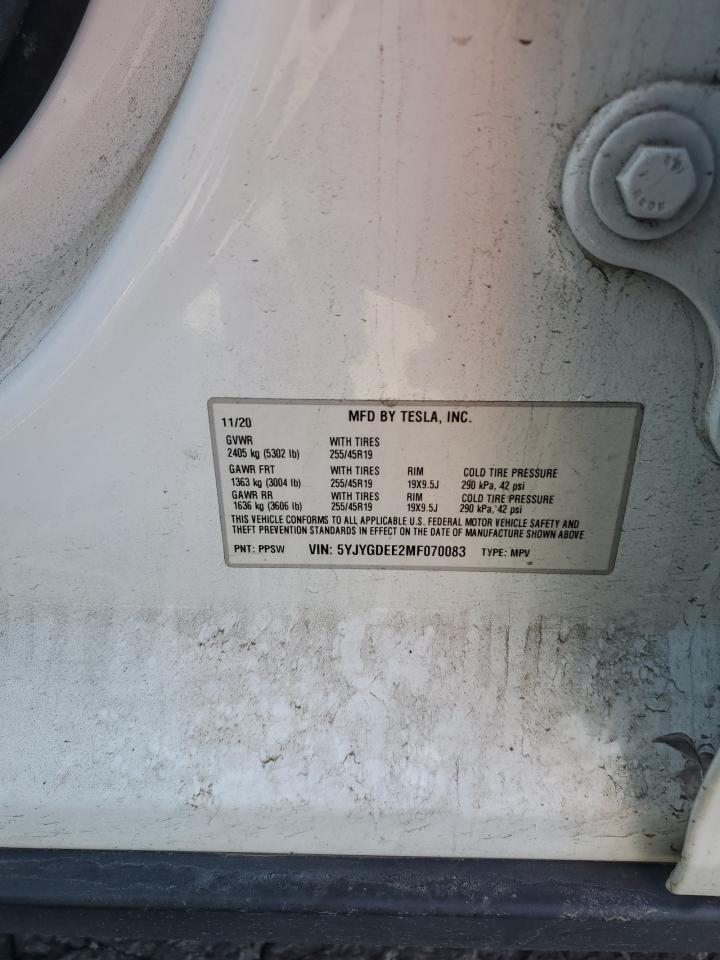 11/20 MFD BY TESLA, INC.
GVWR WITH TIRES
2405 kg (5302 lb) 255/45R19
GAWR FRT WITH TIRES RIM COLD TIRE PRESSURE
1363 kg (3004 lb) 255/45R19 19X9.5J 290 kPa, 42 psi
GAWR RR WITH TIRES RIM COLD TIRE PRESSURE
1636 kg (3606 lb) 255/45R19 19X9.5J 290 kPa, 42 psi
THIS VEHICLE CONFORMS TO ALL APPLICABLE U.S. FEDERAL MOTOR VEHICLE SAFETY AND
THEFT PREVENTION STANDARDS IN EFFECT ON THE DATE OF MANUFACTURE SHOWN ABOVE.
PNT: PPSW VIN: 5YJYGDEE2MF070083 TYPE: MPV